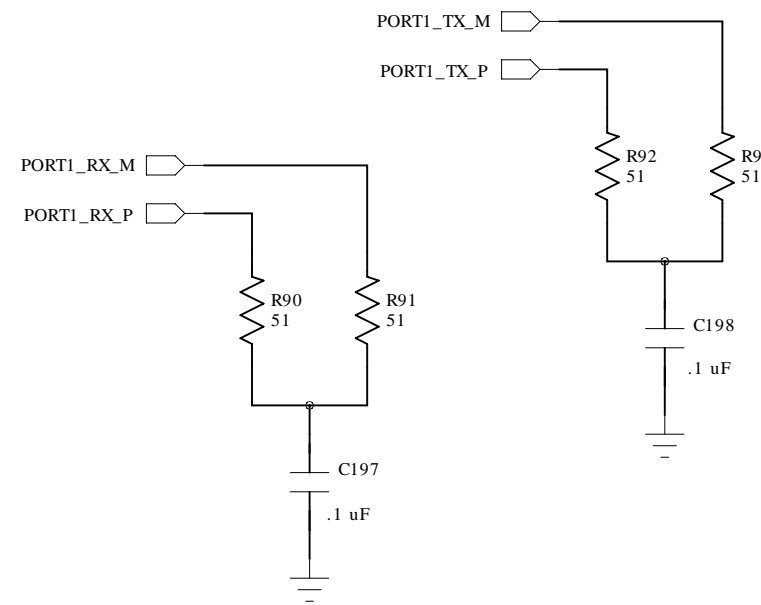 PORT1_TX_M
PORT1_TX_P
R92
51
R9
51
PORT1_RX_M
PORT1_RX_P
R90
51
R91
51
C198
.1 uF
C197
.1 uF